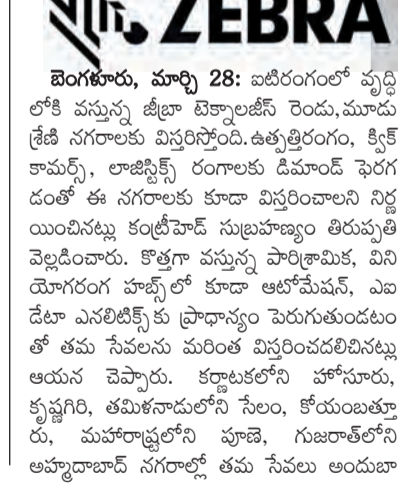 ZEBRA
బెంగళూరు, మార్చి 28: ఐటిరంగంలో వృద్ధి
లోకి వస్తున్న జీబ్రా టెక్నాలజీస్ రెండు,మూడు
శ్రేణి నగరాలకు విస్తరిస్తోంది.ఉత్పత్తిరంగం, క్విక్
కామర్స్, లాజిస్టిక్స్ రంగాలకు డిమాండ్ ఫెరగ
డంతో ఈ నగరాలకు కూడా విస్తరించాలని నిర్ణ
యించినట్లు కంట్రీహెడ్ సుబ్రహణ్యం తిరుప్పతి
వెల్లడించారు. కొత్తగా వస్తున్న పారిశ్రామిక, విని
యోగరంగ హబ్స్‌లో కూడా ఆటోమేషన్, ఎఐ
డేటా ఎనలిటిక్స్‌కు ప్రాధాన్యం పెరుగుతుండటం
తో తమ సేవలను మరింత విస్తరించదలిచినట్లు
ఆయన చెప్పారు. కర్ణాటకలోని హోసూరు,
కృష్ణగిరి, తమిళనాడులోని సేలం, కోయంబత్తూ
రు, మహారాష్ట్రలోని పూణె, గుజరాత్‌లోని
అహ్మదాబాద్ నగరాల్లో తమ సేవలు అందుబా